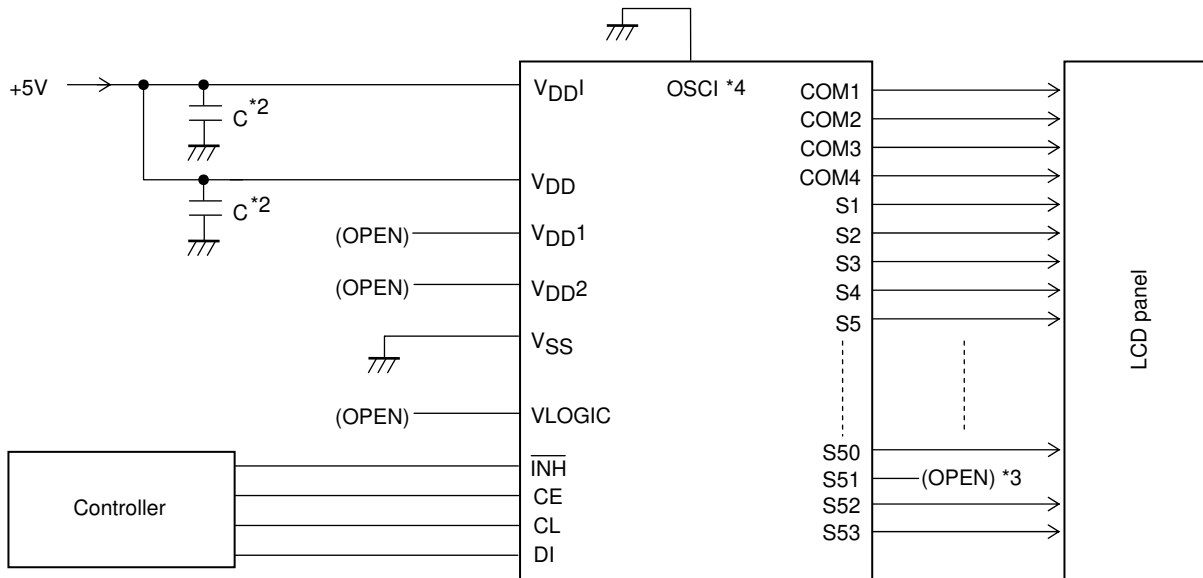 +5V
C*2
C*2
(OPEN)
(OPEN)
(OPEN)
Controller
VDDI
VDD
VDD1
VDD2
VSS
VLOGIC
INH
CE
CL
DI
OSCI *4
COM1
COM2
COM3
COM4
S1
S2
S3
S4
S5
S50
S51
S52
S53
(OPEN) *3
LCD panel